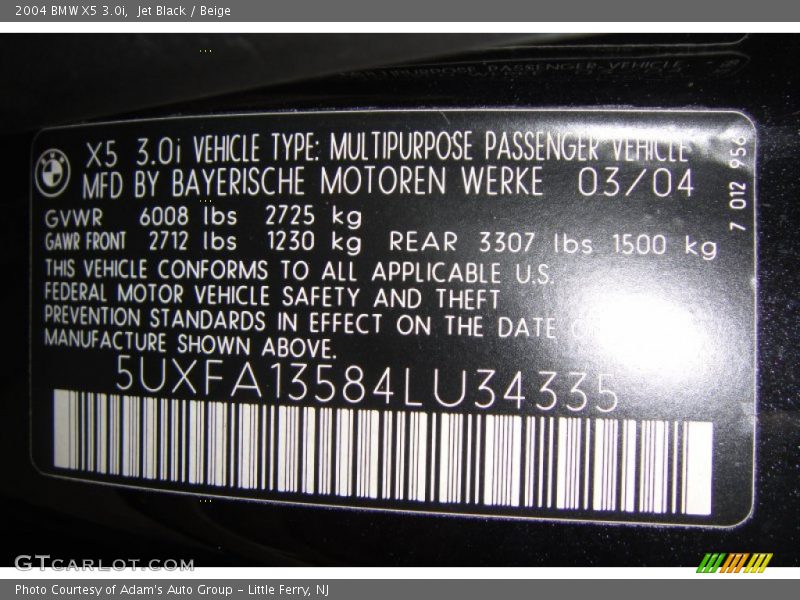 2004 BMW X5 3.0i, Jet Black / Beige
MULTIPURPOSE PASSENGER VEHICLE
X5 3.0i VEHICLE TYPE: MULTIPURPOSE PASSENGER VEHICLE
MFD BY BAYERISCHE MOTOREN WERKE 03/04
7 012 956
GVWR 6008 lbs 2725 kg
GAWR FRONT 2712 lbs 1230 kg REAR 3307 lbs 1500 kg
THIS VEHICLE CONFORMS TO ALL APPLICABLE U.S.
FEDERAL MOTOR VEHICLE SAFETY AND THEFT
PREVENTION STANDARDS IN EFFECT ON THE DATE
MANUFACTURE SHOWN ABOVE.
5UXFA13584LU34335
GTCARLOT.COM
Photo Courtesy of Adam's Auto Group - Little Ferry, NJ